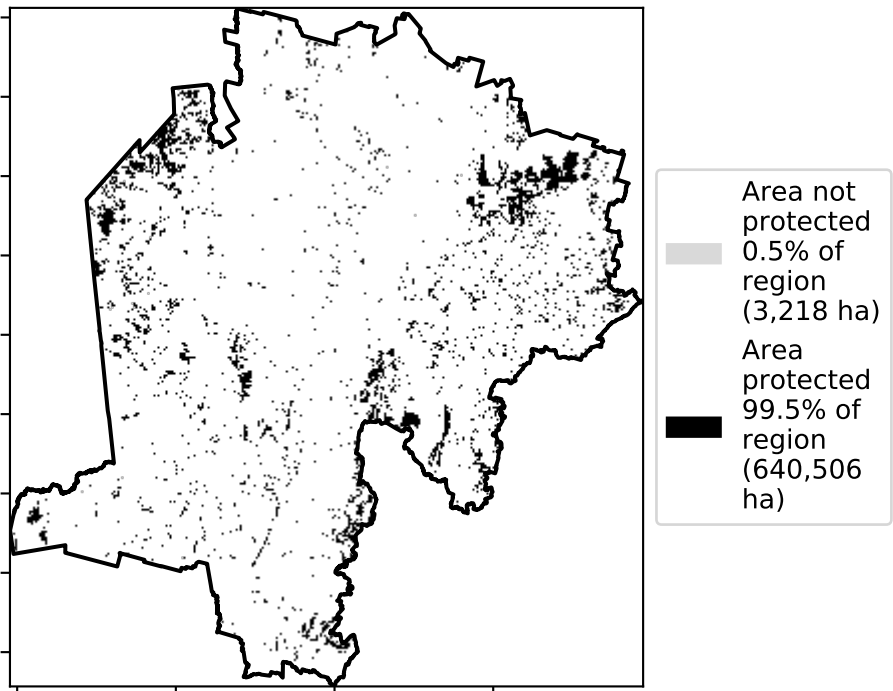 Area not
protected
0.5% of
region
(3,218 ha)
Area
protected
99.5% of
region
(640,506
ha)